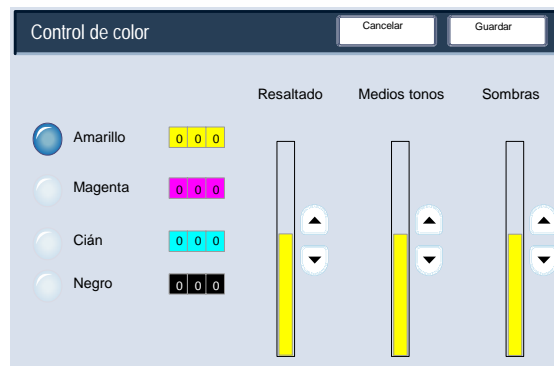 Control de color
Cancelar
Guardar
Resaltado Medios tonos Sombras
Amarillo 0 0 0
Magenta 0 0 0
Cián 0 0 0
Negro 0 0 0